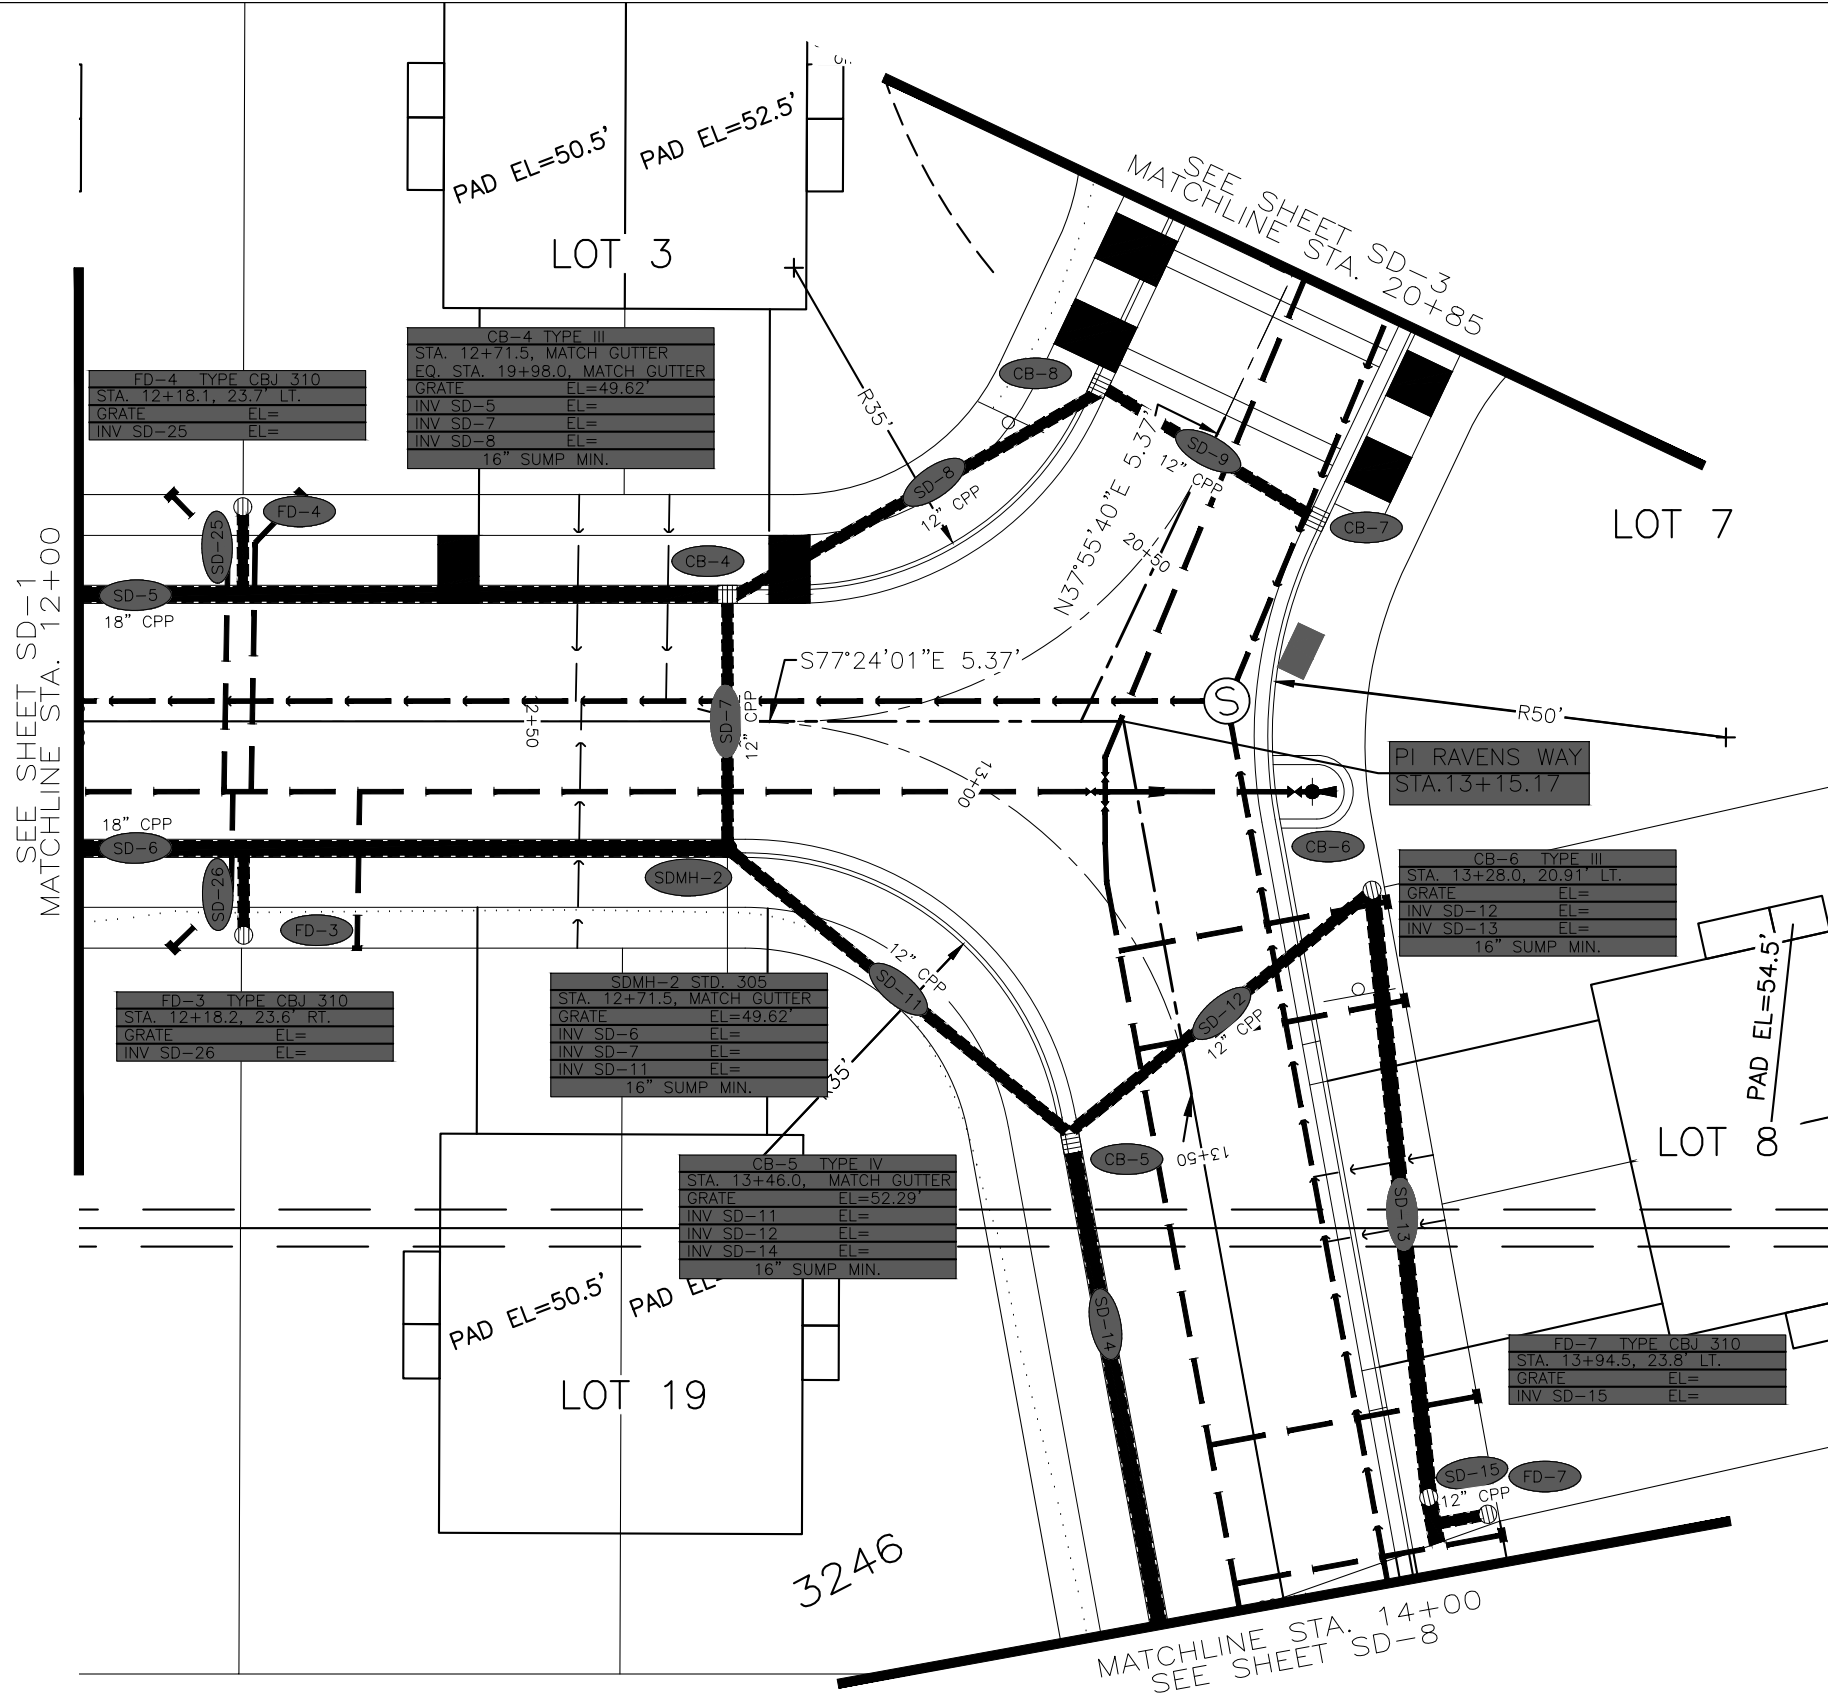 PAD EL=50.5'
PAD EL=52.5'
LOT 3
SEE SHEET SD-3
MATCHLINE STA. 20+85
CB-4 TYPE III
STA. 12+71.5, MATCH GUTTER
EQ. STA. 19+98.0, MATCH GUTTER
GRATE EL=49.62'
INV SD-5 EL=
INV SD-7 EL=
INV SD-8 EL=
16" SUMP MIN.
FD-4 TYPE CBJ 310
STA. 12+18.1, 23.7' LT.
GRATE EL=
INV SD-25 EL=
CB-8
R35'
SD-8
12" CPP
SD-9
12" CPP
N37°55'40"E 5.37'
20+50
CB-7
LOT 7
FD-4
SD-25
CB-4
SD-5
18" CPP
SEE SHEET SD-1
MATCHLINE STA. 12+00
S77°24'01"E 5.37'
SD-7
12" CPP
12+50
13+00
R50'
PI RAVENS WAY
STA.13+15.17
18" CPP
SD-6
SD-26
SDMH-2
FD-3
CB-6
CB-6 TYPE III
STA. 13+28.0, 20.91' LT.
GRATE EL=
INV SD-12 EL=
INV SD-13 EL=
16" SUMP MIN.
12" CPP
SD-11
SD-12
12" CPP
PAD EL=54.5'
LOT 8
FD-3 TYPE CBJ 310
STA. 12+18.2, 23.6' RT.
GRATE EL=
INV SD-26 EL=
SDMH-2 STD. 305
STA. 12+71.5, MATCH GUTTER
GRATE EL=49.62'
INV SD-6 EL=
INV SD-7 EL=
INV SD-11 EL=
16" SUMP MIN.
R35'
CB-5
13+50
CB-5 TYPE IV
STA. 13+46.0, MATCH GUTTER
GRATE EL=52.29'
INV SD-11 EL=
INV SD-12 EL=
INV SD-14 EL=
16" SUMP MIN.
SD-13
SD-14
PAD EL=50.5'
PAD EL
LOT 19
FD-7 TYPE CBJ 310
STA. 13+94.5, 23.8' LT.
GRATE EL=
INV SD-15 EL=
SD-15
FD-7
12" CPP
3246
MATCHLINE STA. 14+00
SEE SHEET SD-8